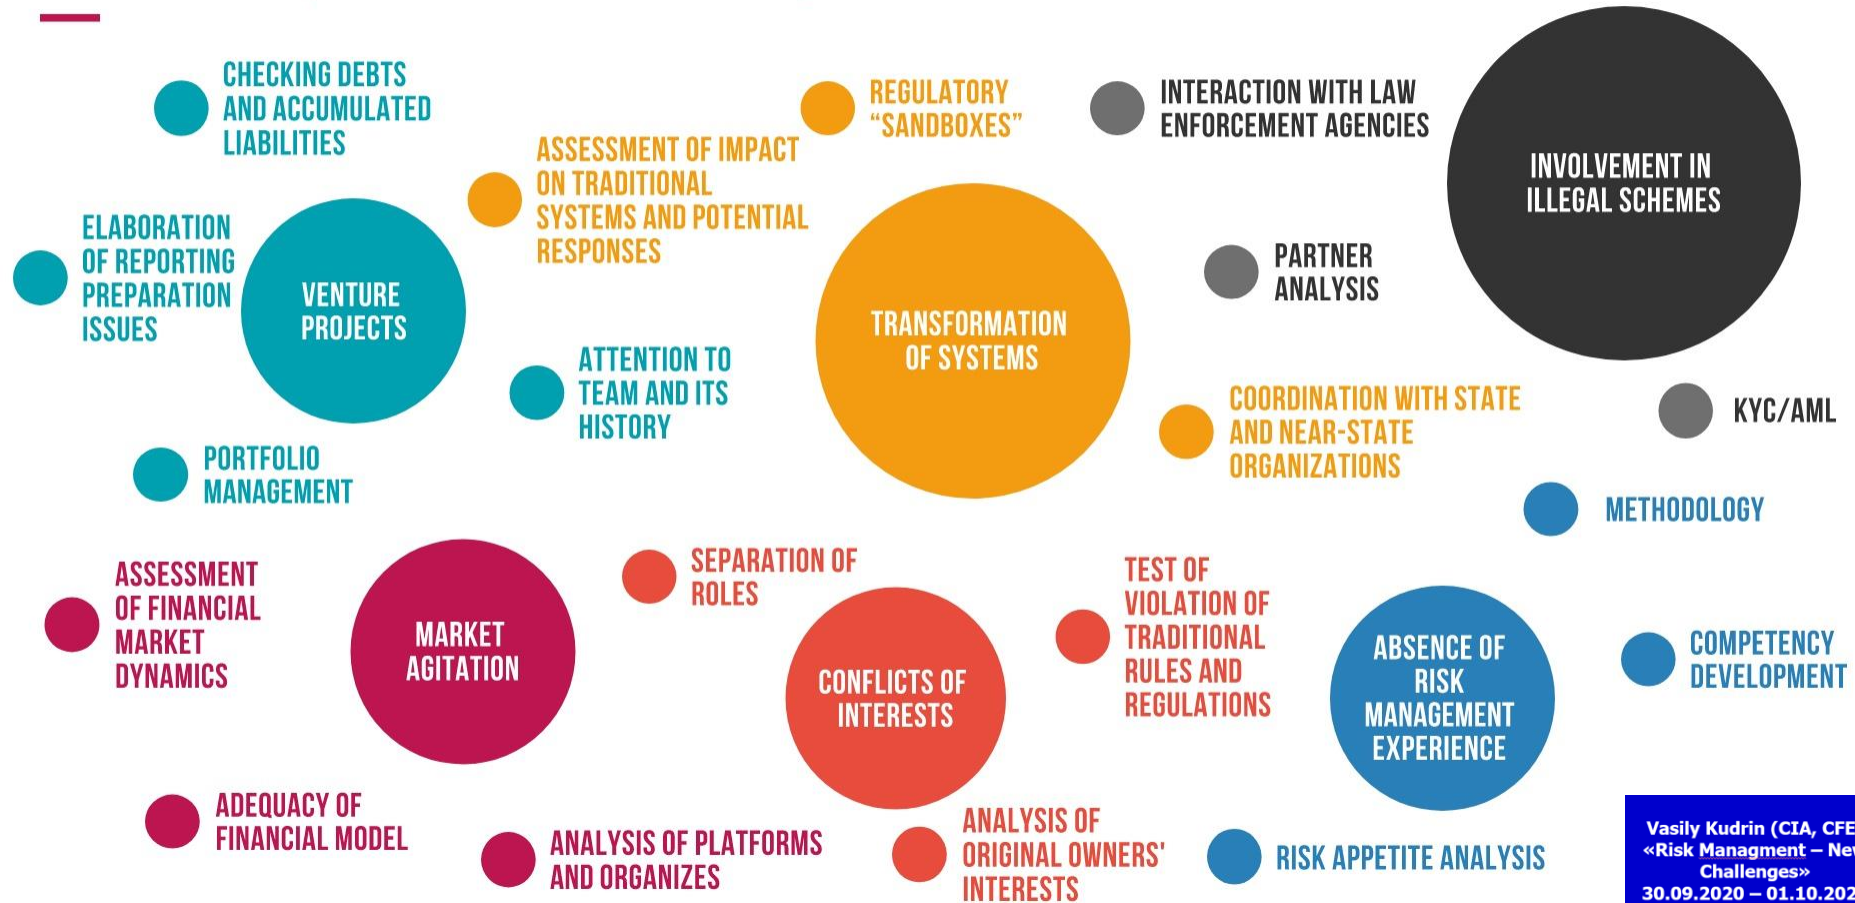 CHECKING DEBTS
AND ACCUMULATED
LIABILITIES
ELABORATION
OF REPORTING
PREPARATION
ISSUES
VENTURE
PROJECTS
ATTENTION TO
TEAM AND ITS
HISTORY
PORTFOLIO
MANAGEMENT
ASSESSMENT OF IMPACT
ON TRADITIONAL
SYSTEMS AND POTENTIAL
RESPONSES
REGULATORY
“SANDBOXES”
TRANSFORMATION
OF SYSTEMS
COORDINATION WITH STATE
AND NEAR-STATE
ORGANIZATIONS
INTERACTION WITH LAW
ENFORCEMENT AGENCIES
PARTNER
ANALYSIS
INVOLVEMENT IN
ILLEGAL SCHEMES
KYC/AML
ASSESSMENT
OF FINANCIAL
MARKET
DYNAMICS
MARKET
AGITATION
ADEQUACY OF
FINANCIAL MODEL
ANALYSIS OF PLATFORMS
AND ORGANIZES
SEPARATION OF
ROLES
CONFLICTS OF
INTERESTS
TEST OF
VIOLATION OF
TRADITIONAL
RULES AND
REGULATIONS
ANALYSIS OF
ORIGINAL OWNERS'
INTERESTS
METHODOLOGY
ABSENCE OF
RISK
MANAGEMENT
EXPERIENCE
COMPETENCY
DEVELOPMENT
RISK APPETITE ANALYSIS
Vasily Kudrin (CIA, CFE
«Risk Managment –
Challenges»
30.09.2020 –